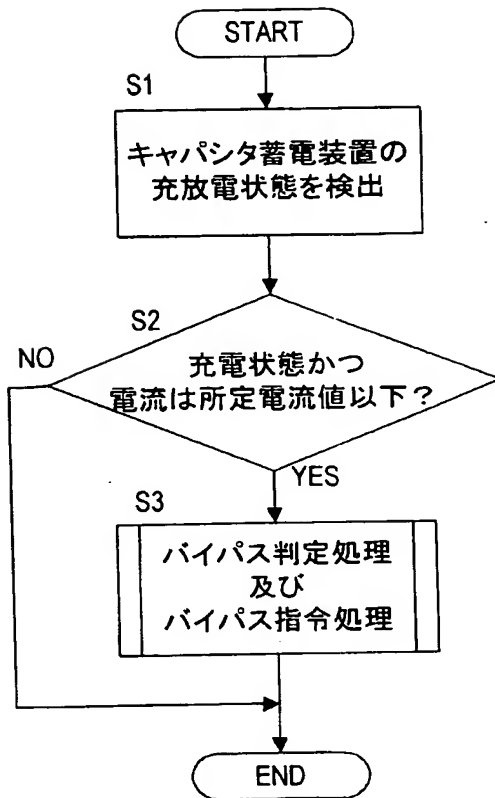 START
S1
キャパシタ蓄電装置の
充放電状態を検出
S2
NO
充電状態かつ
電流は所定電流値以下？
YES
S3
バイパス判定処理
及び
バイパス指令処理
END